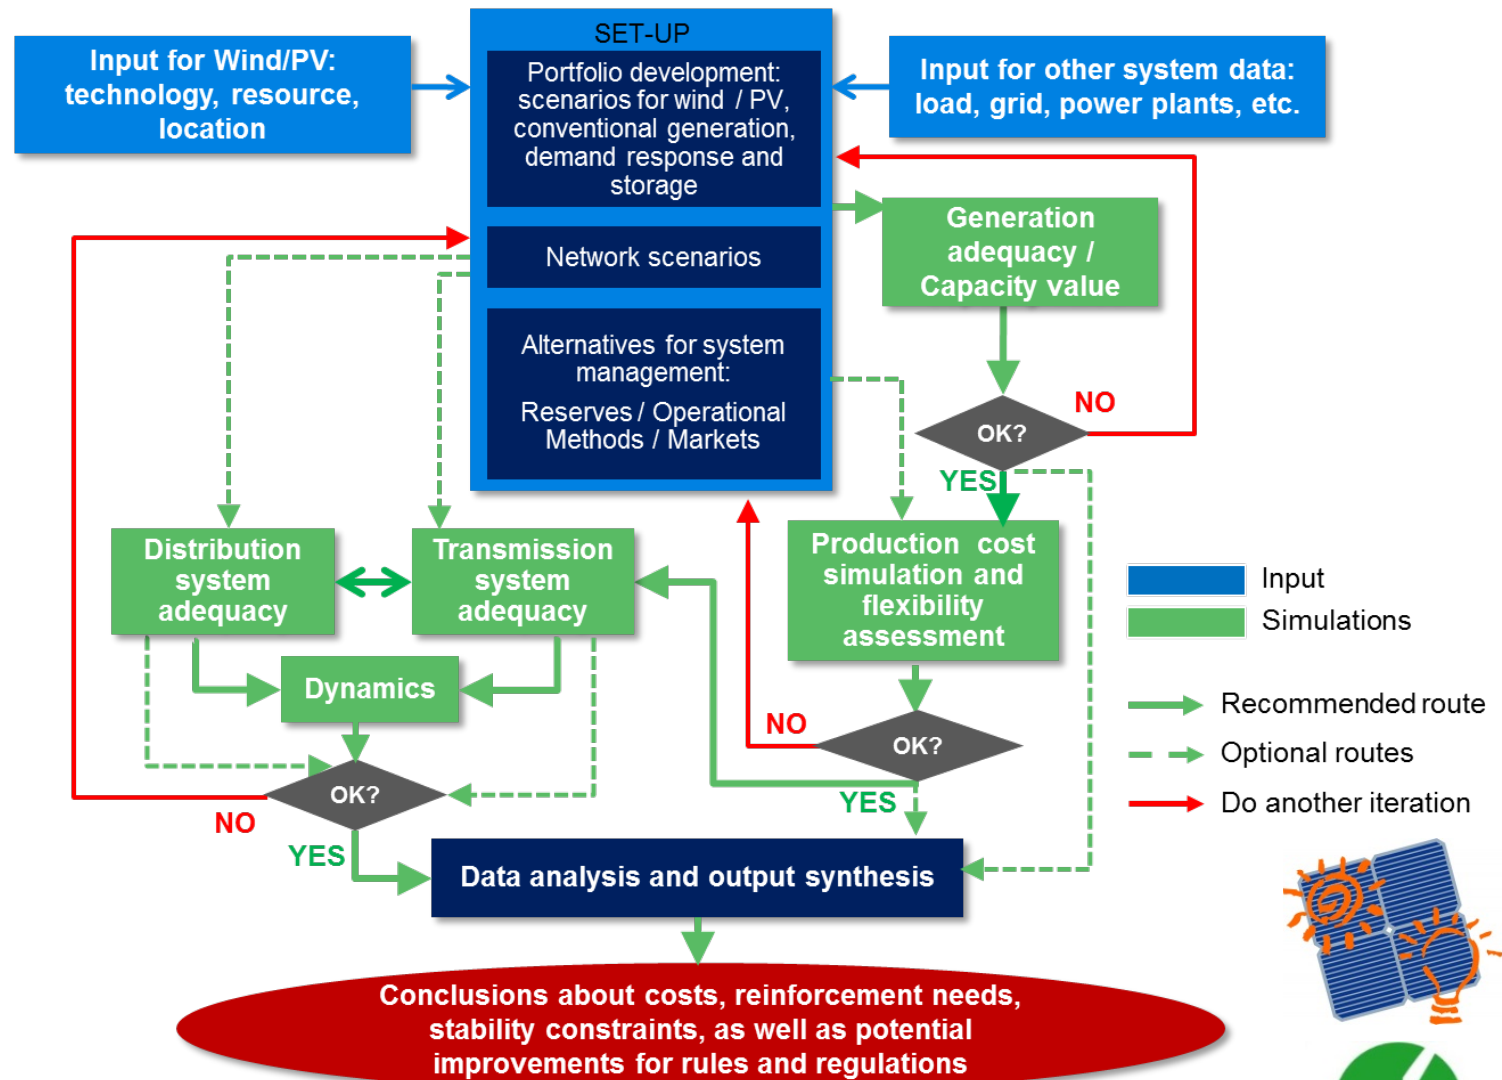 SET-UP
Input for Wind/PV:
technology, resource,
location
Portfolio development:
scenarios for wind / PV,
conventional generation,
demand response and
storage
Input for other system data:
load, grid, power plants, etc.
Network scenarios
Generation
adequacy /
Capacity value
Alternatives for system
management:
Reserves / Operational
Methods / Markets
NO
OK?
YES
Distribution
system
adequacy
Transmission
system
adequacy
Production cost
simulation and
flexibility
assessment
Input
Simulations
Dynamics
Recommended route
Optional routes
Do another iteration
NO
OK?
YES
OK?
NO
YES
Data analysis and output synthesis
Conclusions about costs, reinforcement needs,
stability constraints, as well as potential
improvements for rules and regulations